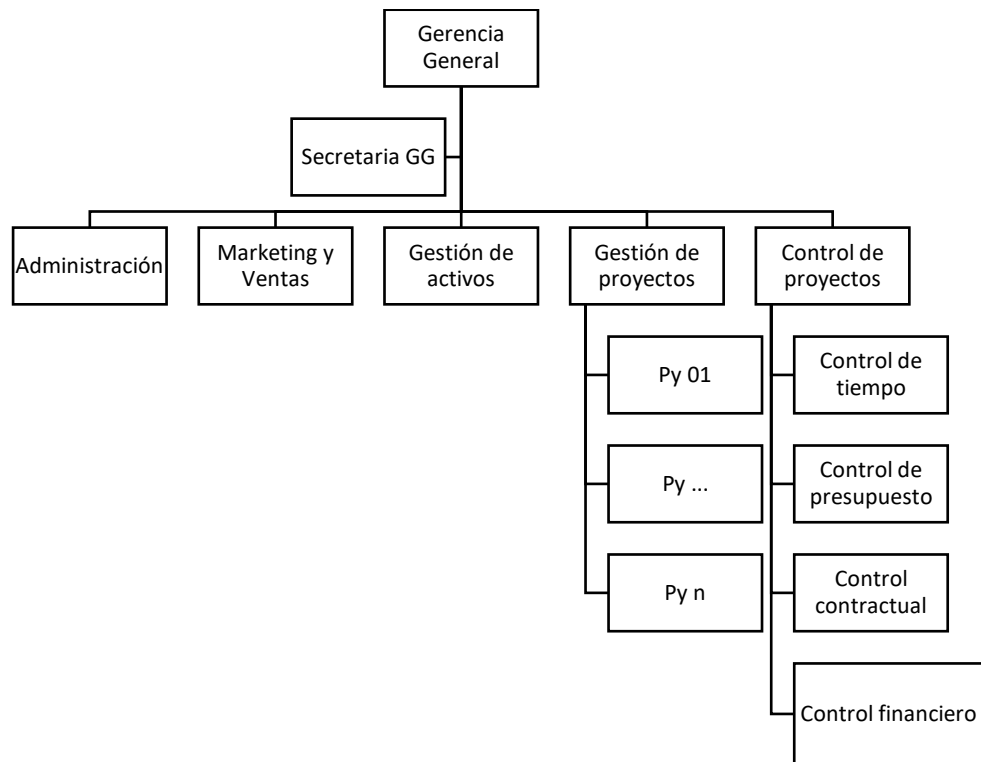 Gerencia
General
Secretaria GG
Administración
Marketing y
Ventas
Gestión de
activos
Gestión de
proyectos
Control de
proyectos
Py 01
Control de
tiempo
Py ...
Control de
presupuesto
Py n
Control
contractual
Control financiero